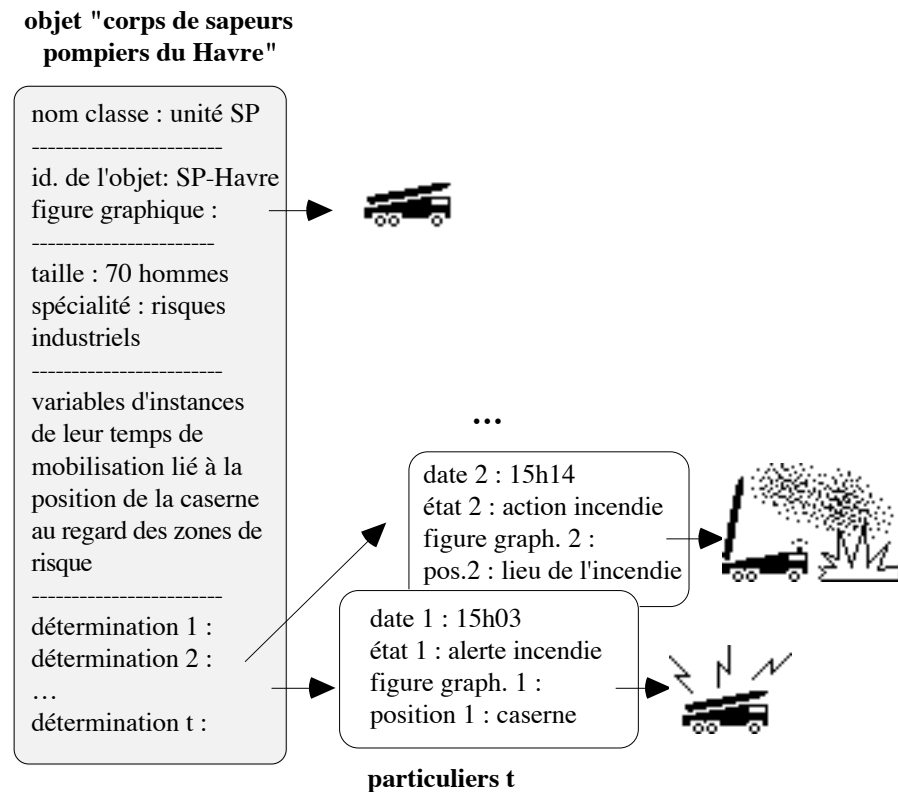 objet "corps de sapeurs
pompiers du Havre"
nom classe : unité SP
------------------------
id. de l'objet: SP-Havre
figure graphique :
-----------------------
taille : 70 hommes
spécialité : risques
industriels
------------------------
variables d'instances
de leur temps de
mobilisation lié à la
position de la caserne
au regard des zones de
risque
------------------------
détermination 1 :
détermination 2 :
…
détermination t :
...
date 2 : 15h14
état 2 : action incendie
figure graph. 2 :
pos.2 : lieu de l'incendie
date 1 : 15h03
état 1 : alerte incendie
figure graph. 1 :
position 1 : caserne
particuliers t